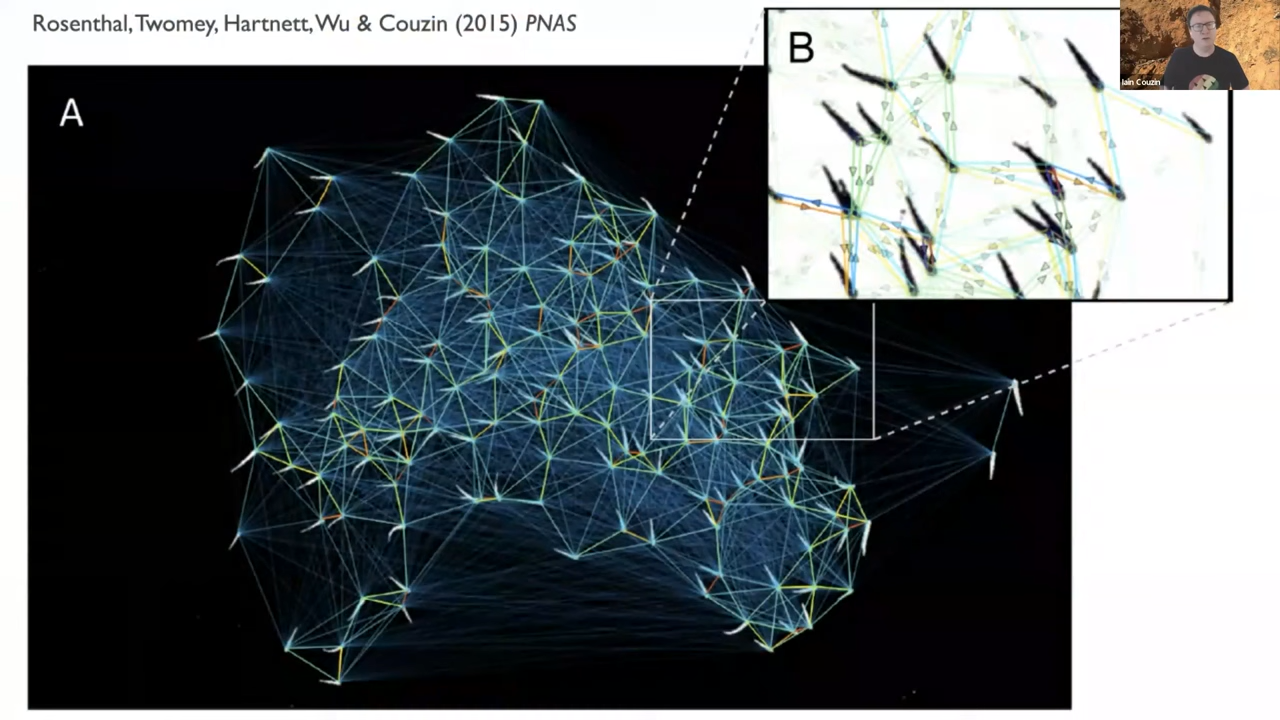 Rosenthal, Twomey, Hartnett, Wu & Couzin (2015) PNAS
A
B
Iain Couzin